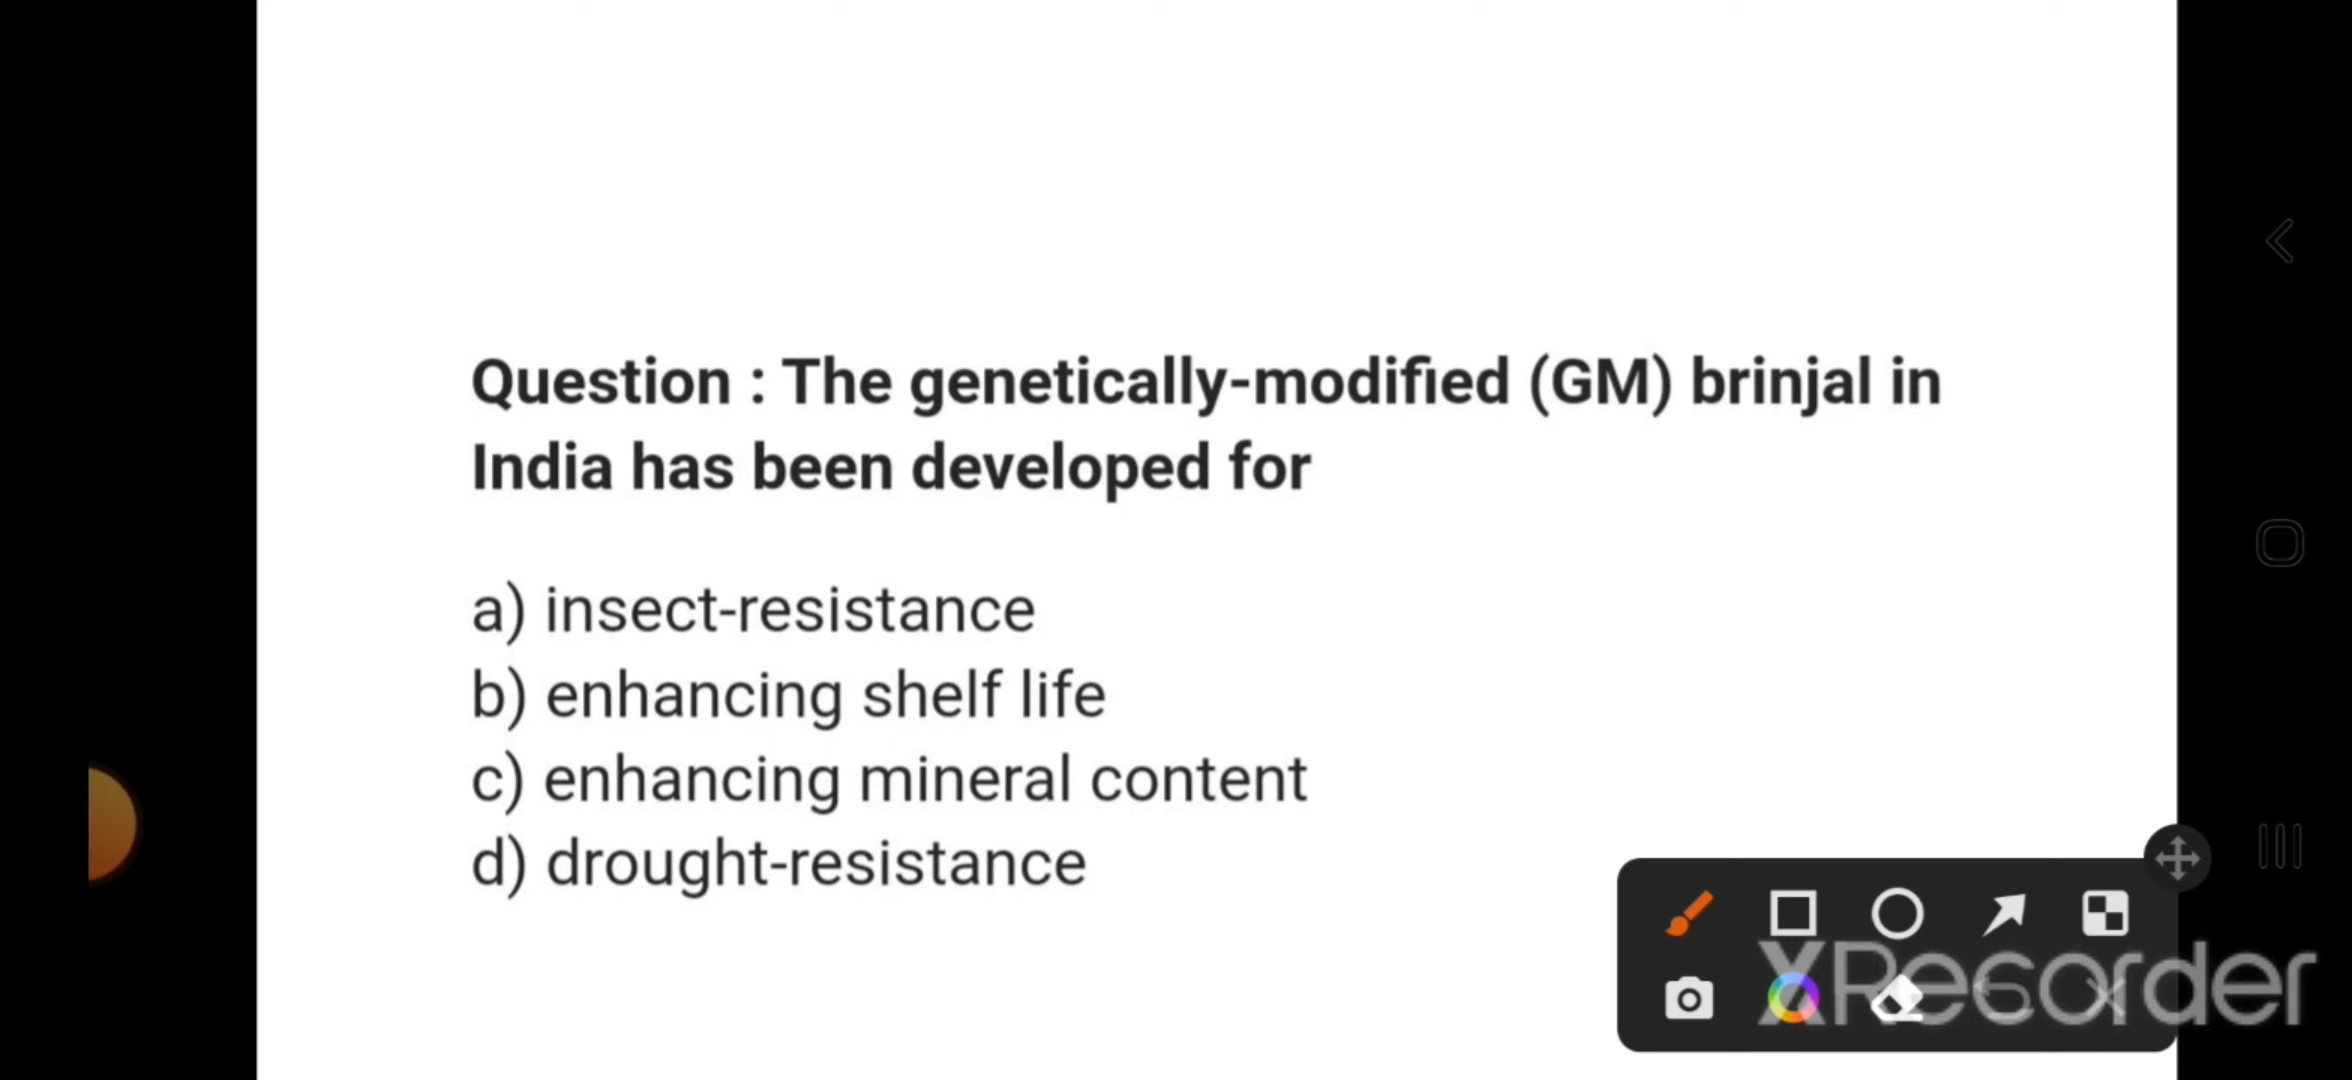 Question : The genetically-modified (GM) brinjal in
India has been developed for
a) insect-resistance
b) enhancing shelf life
c) enhancing mineral content
d) drought-resistance
XRecorder